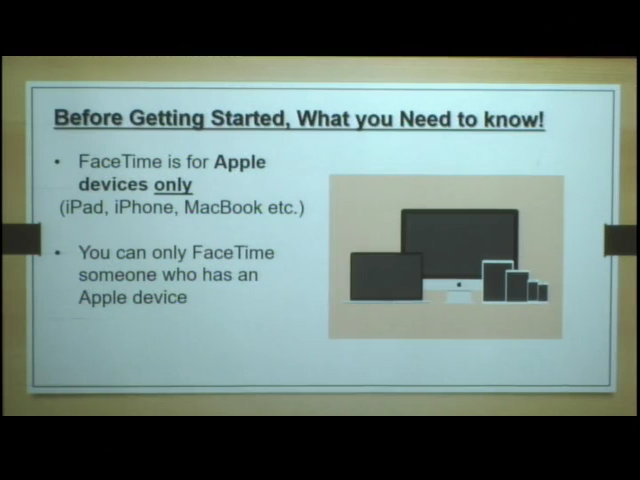 Before Getting Started, What you Need to know!
• FaceTime is for Apple
devices only
(iPad, iPhone, MacBook etc.)
• You can only FaceTime
someone who has an
Apple device